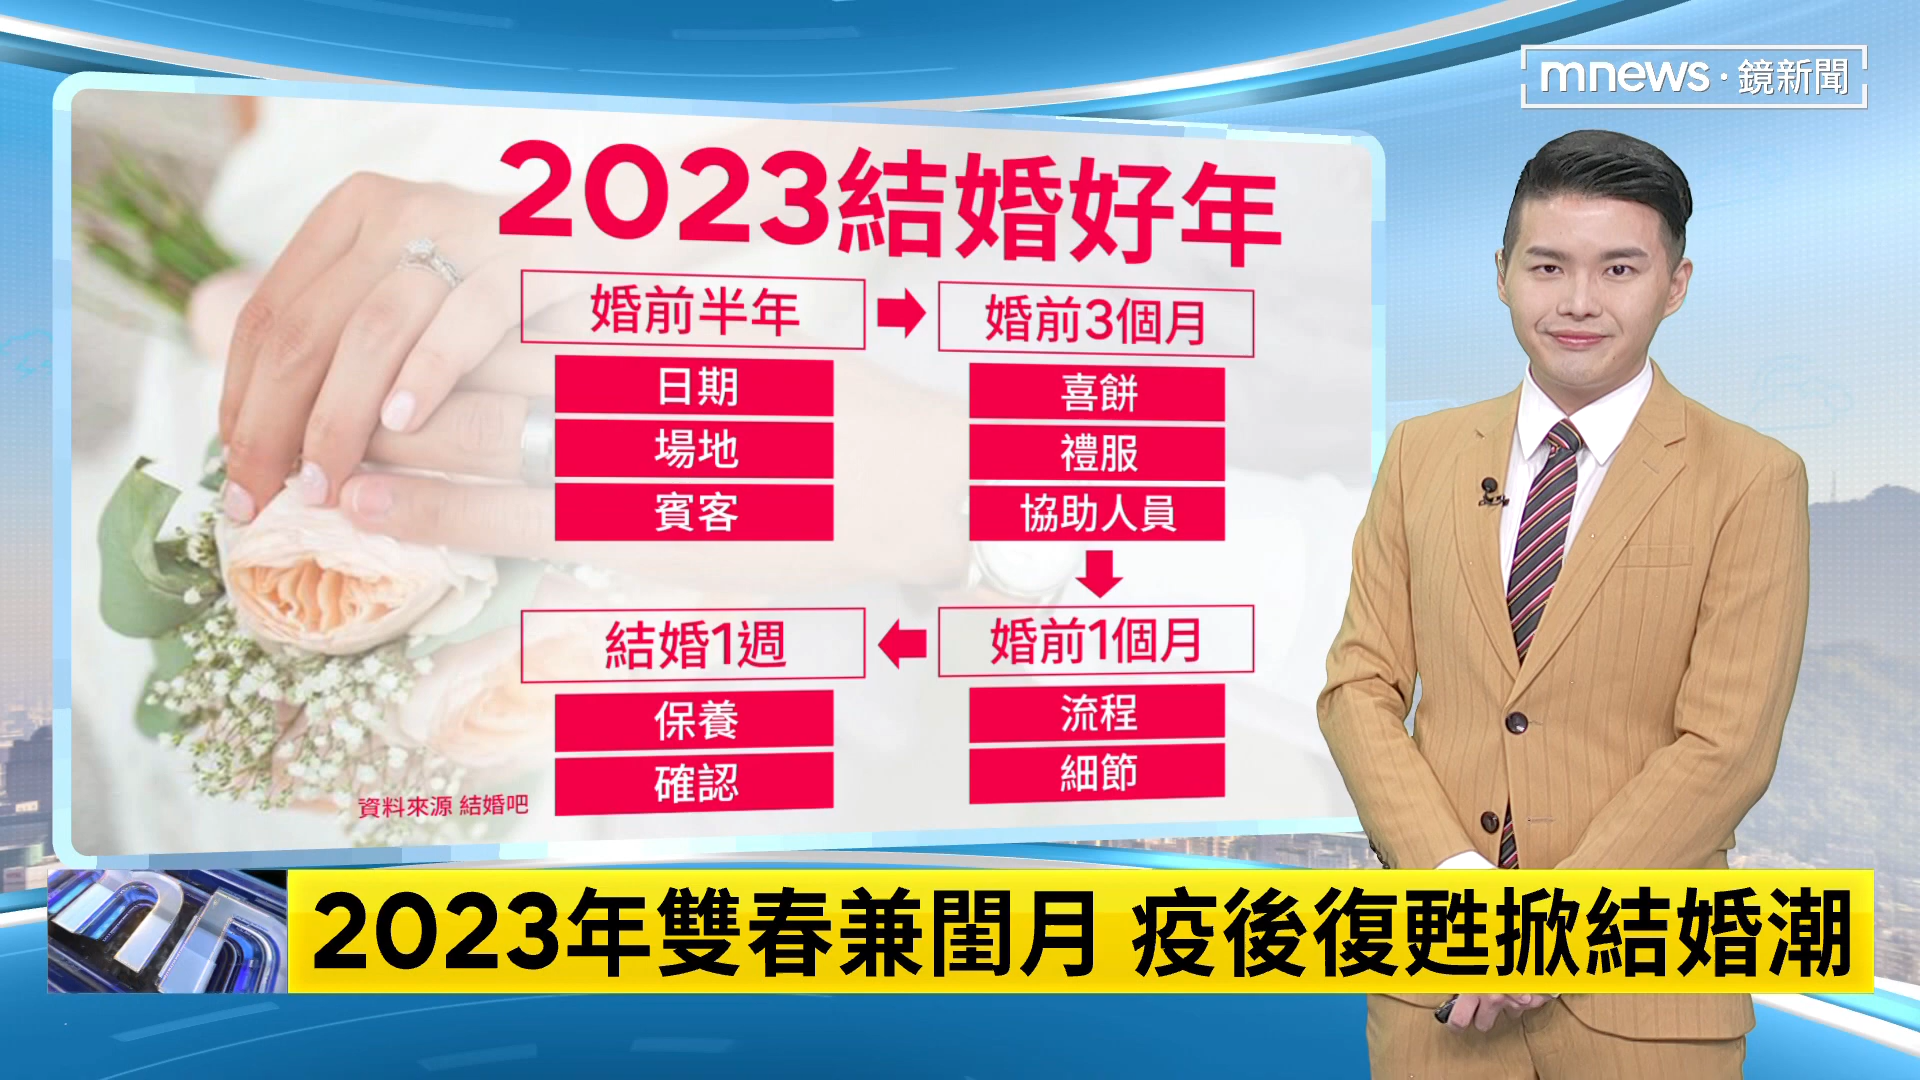 mnews·鏡新聞
2023結婚好年
婚前半年
日期
場地
賓客
婚前3個月
喜餅
禮服
協助人員
婚前1個月
流程
細節
結婚1週
保養
確認
資料來源 結婚吧
2023年雙春兼閏月 疫後復甦掀結婚潮